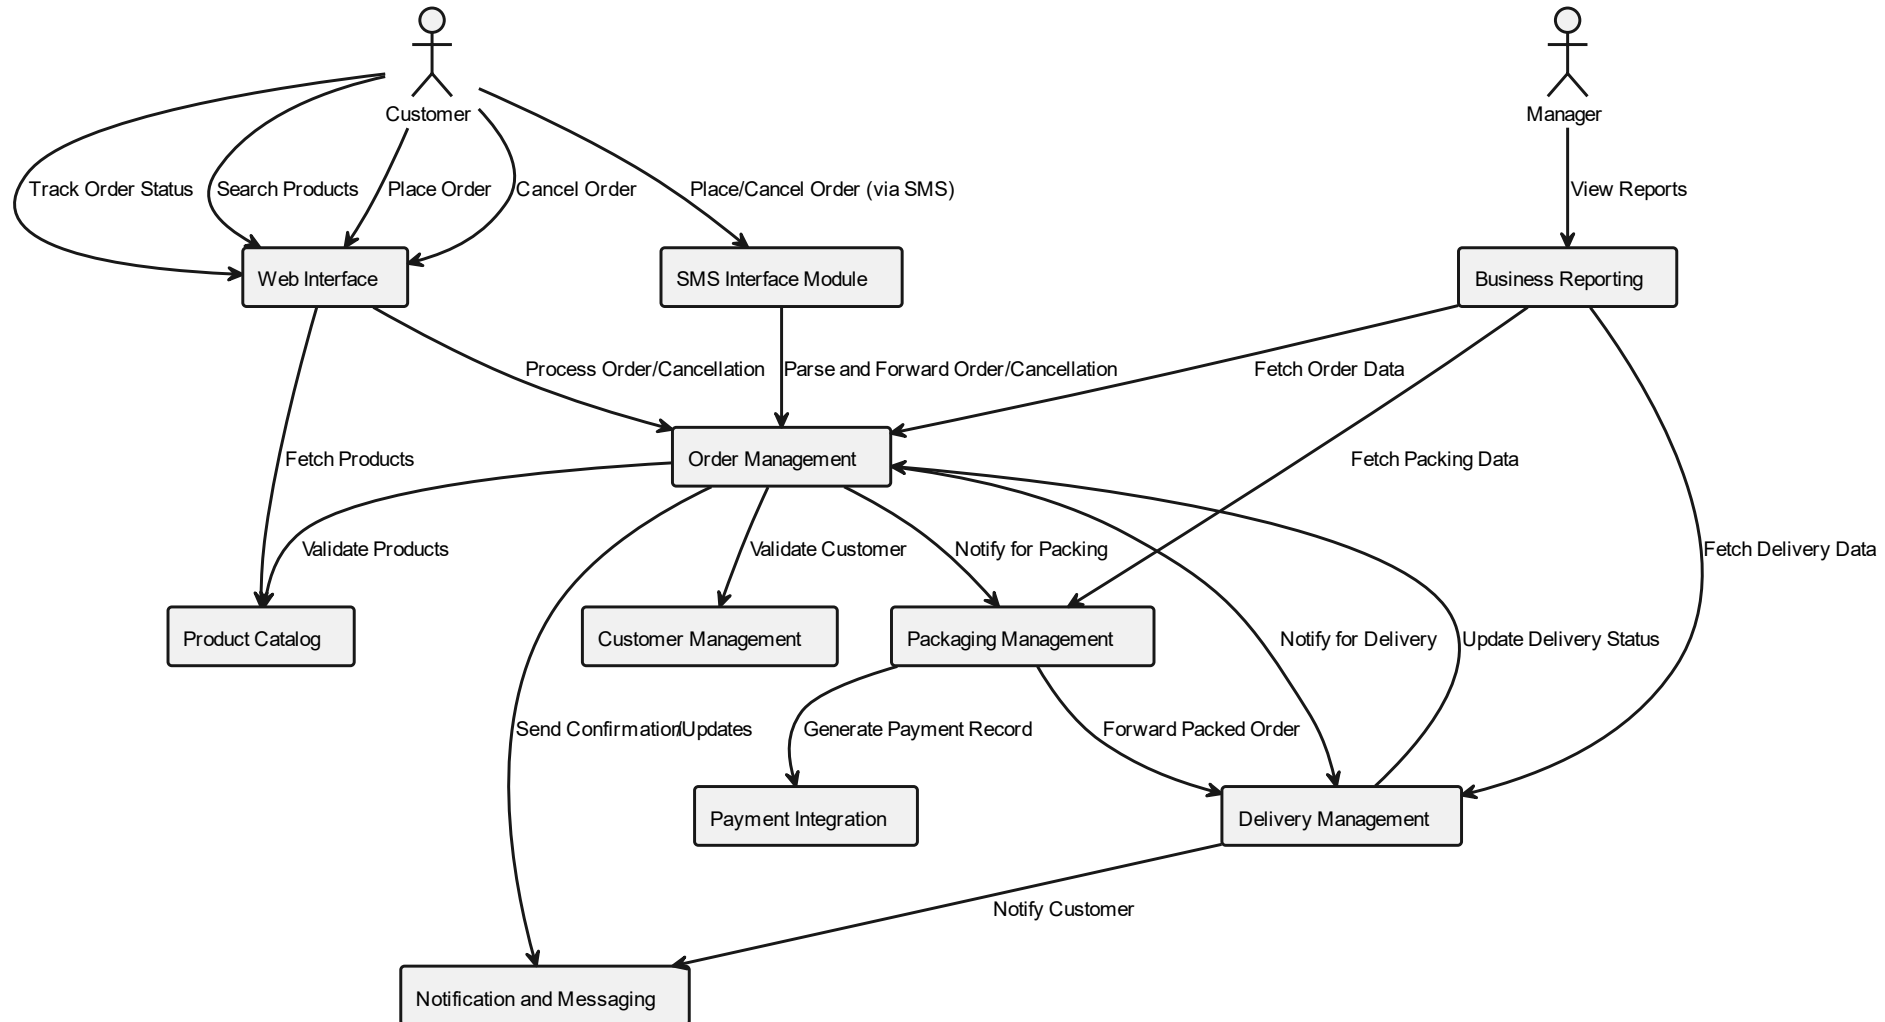 Customer
Manager
Track Order Status
Search Products
Place Order
Cancel Order
Place/Cancel Order (via SMS)
View Reports
Web Interface
SMS Interface Module
Business Reporting
Process Order/Cancellation
Parse and Forward Order/Cancellation
Fetch Order Data
Fetch Products
Order Management
Fetch Packing Data
Validate Products
Validate Customer
Notify for Packing
Fetch Delivery Data
Product Catalog
Customer Management
Packaging Management
Notify for Delivery
Update Delivery Status
Send Confirmation/Updates
Generate Payment Record
Forward Packed Order
Payment Integration
Delivery Management
Notify Customer
Notification and Messaging